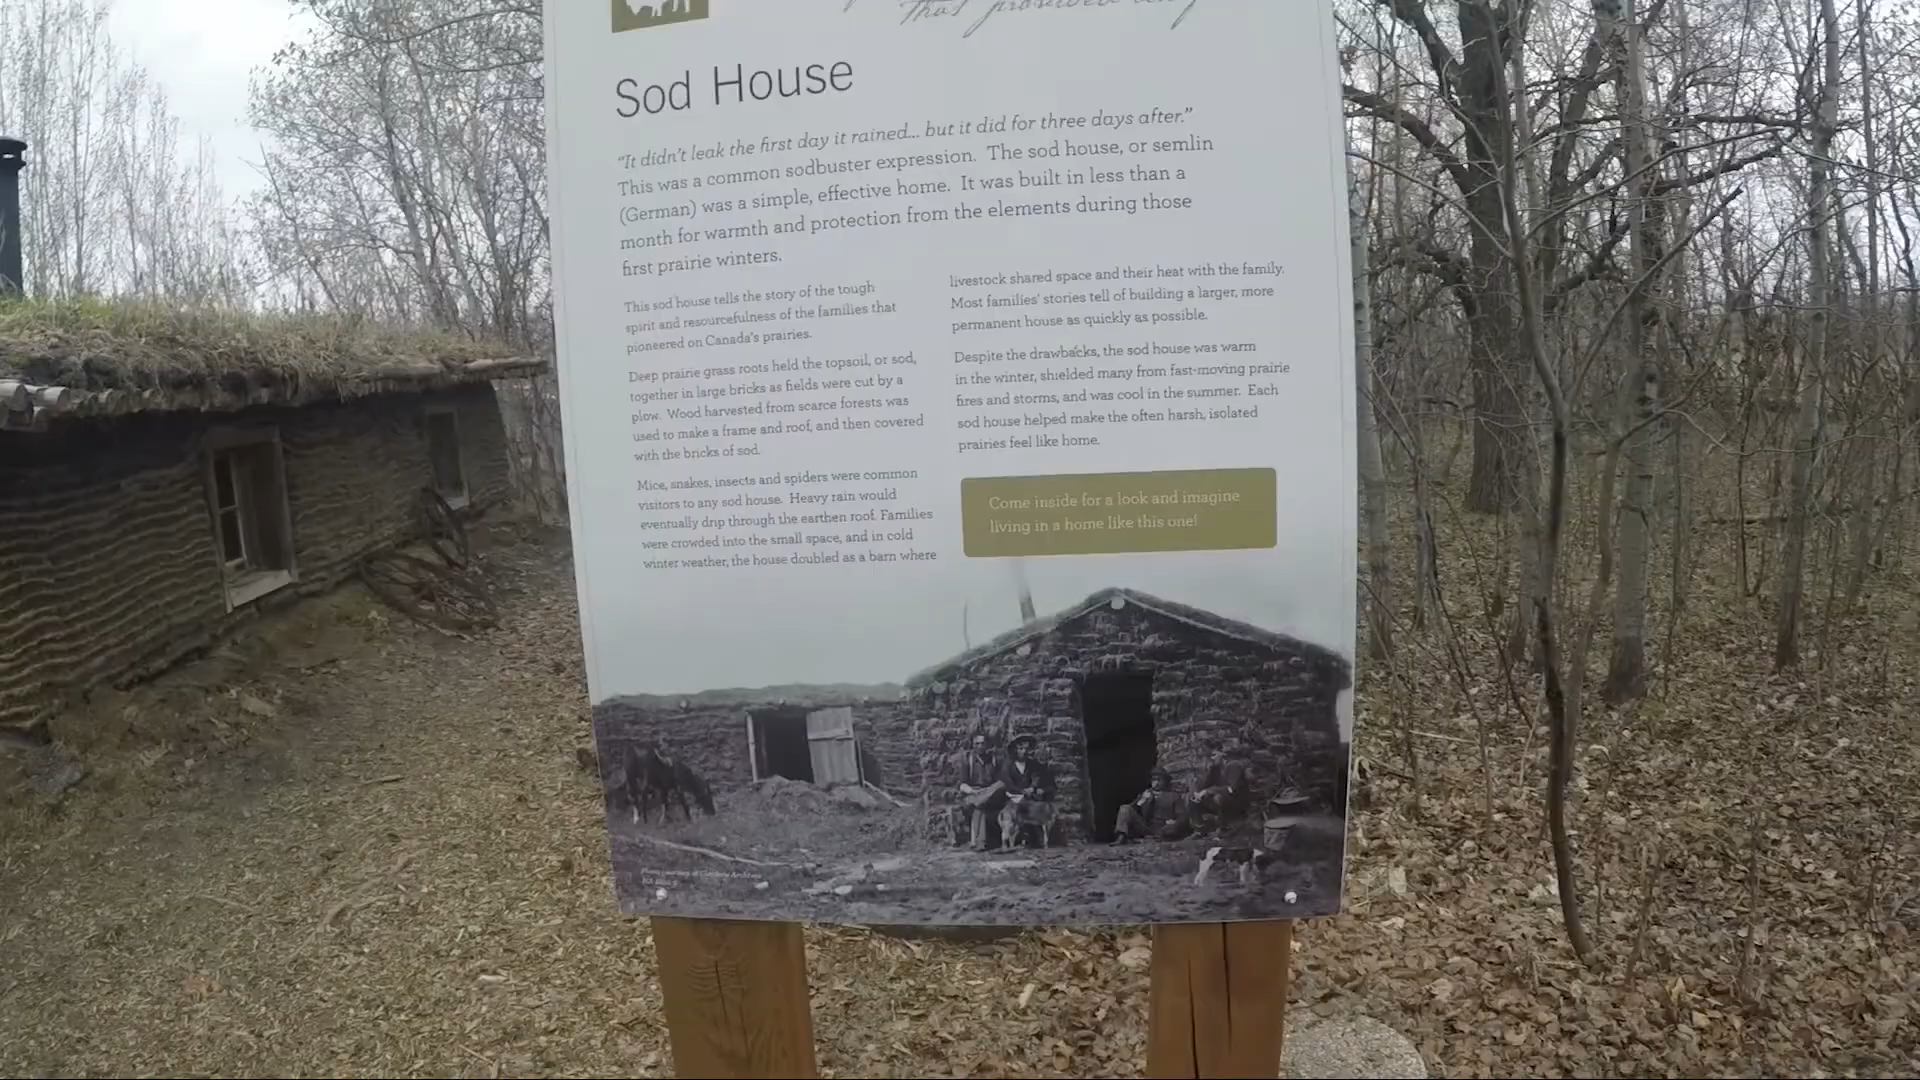 that
Sod House
"It didn't leak the first day it rained... but it did for three days after."
This was a common sodbuster expression. The sod house, or semlin
(German) was a simple, effective home. It was built in less than a
month for warmth and protection from the elements during those
first prairie winters.
This sod house tells the story of the tough
spirit and resourcefulness of the families that
pioneered on Canada's prairies.
Deep prairie grass roots held the topsoil, or sod,
together in large bricks as fields were cut by a
plow. Wood harvested from scarce forests was
used to make a frame and roof, and then covered
with the bricks of sod.
Mice, snakes, insects and spiders were common
visitors to any sod house. Heavy rain would
eventually drip through the earthen roof. Families
were crowded into the small space, and in cold
winter weather, the house doubled as a barn where
livestock shared space and their heat with the family.
Most families' stories tell of building a larger, more
permanent house as quickly as possible.
Despite the drawbacks, the sod house was warm
in the winter, shielded many from fast-moving prairie
fires and storms, and was cool in the summer. Each
sod house helped make the often harsh, isolated
prairies feel like home.
Come inside for a look and imagine
living in a home like this one!
Photo courtesy of Glenbow Archives